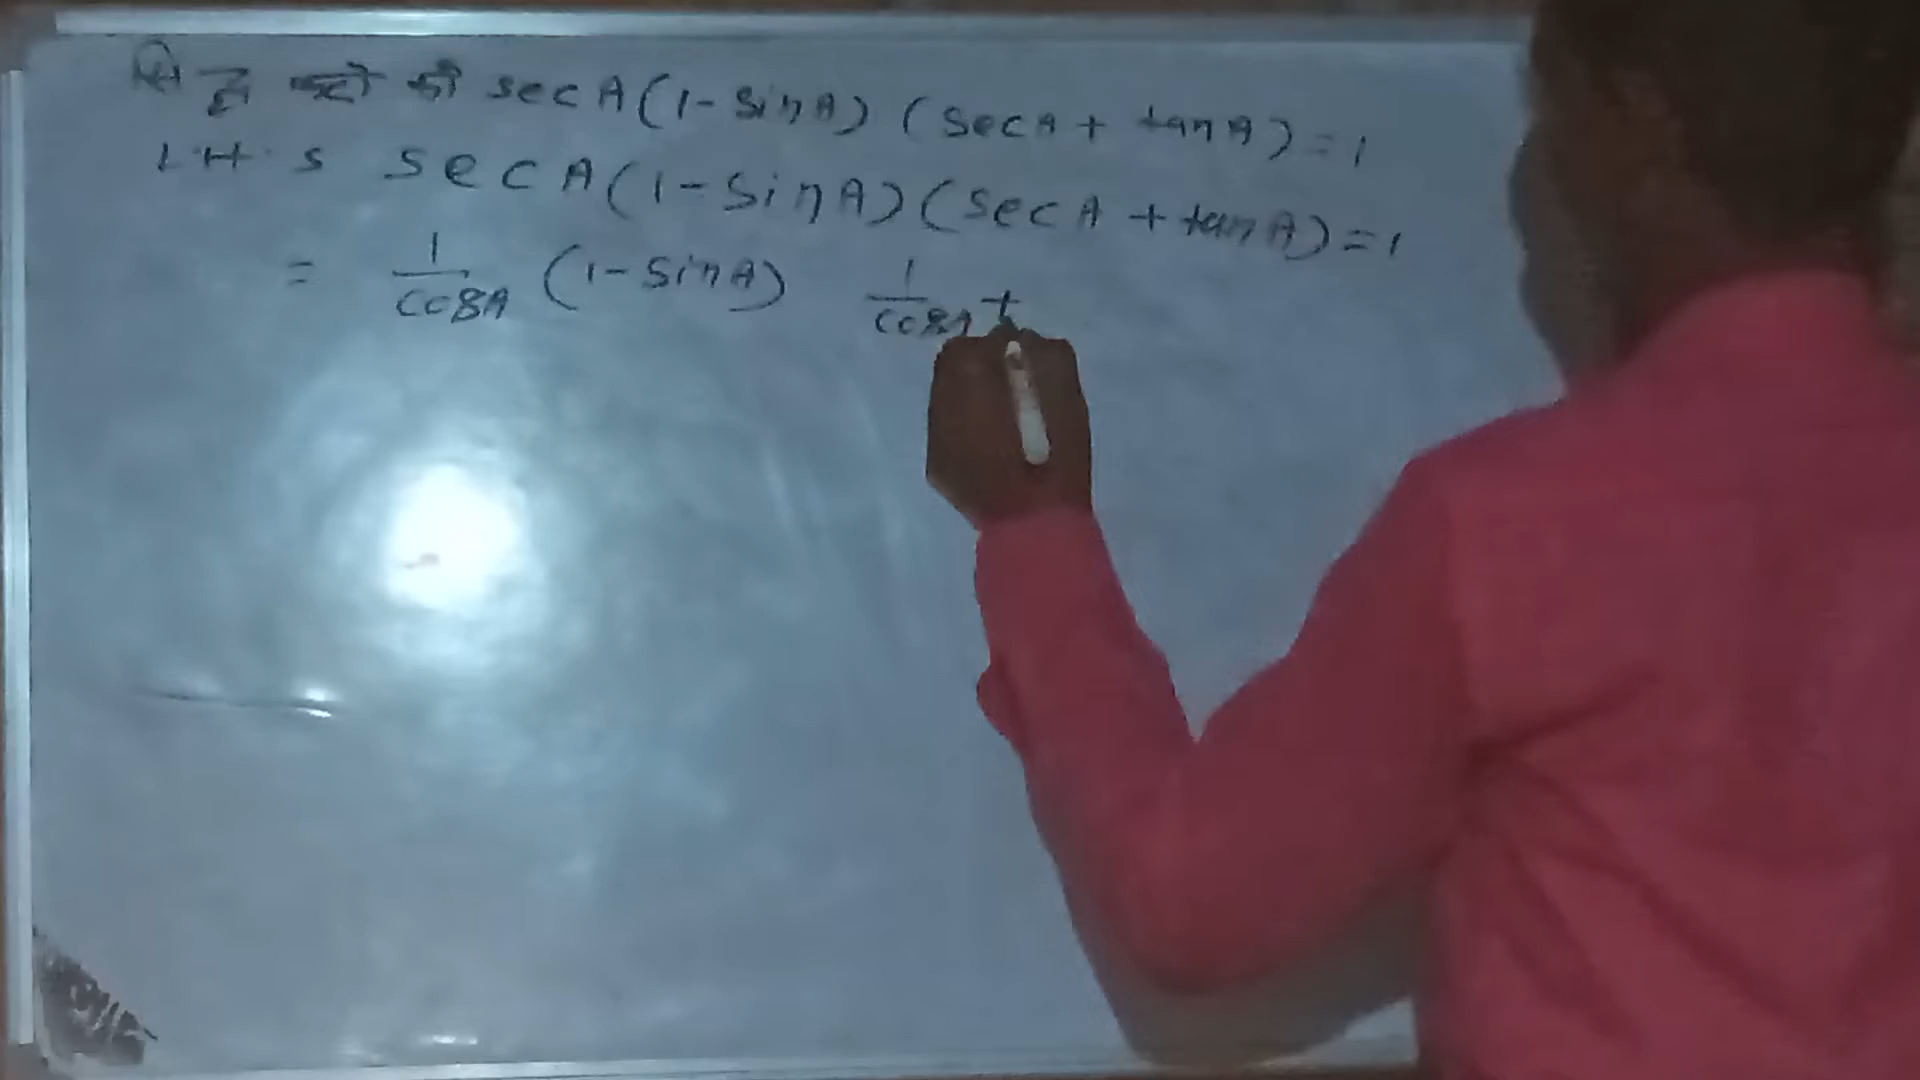 सिद्ध करो की secA(1-sinA) (secA + tanA)=1
L.H.S secA(1-sinA)(secA + tanA)=1
= 1/cosA (1-sinA) 1/cosA +